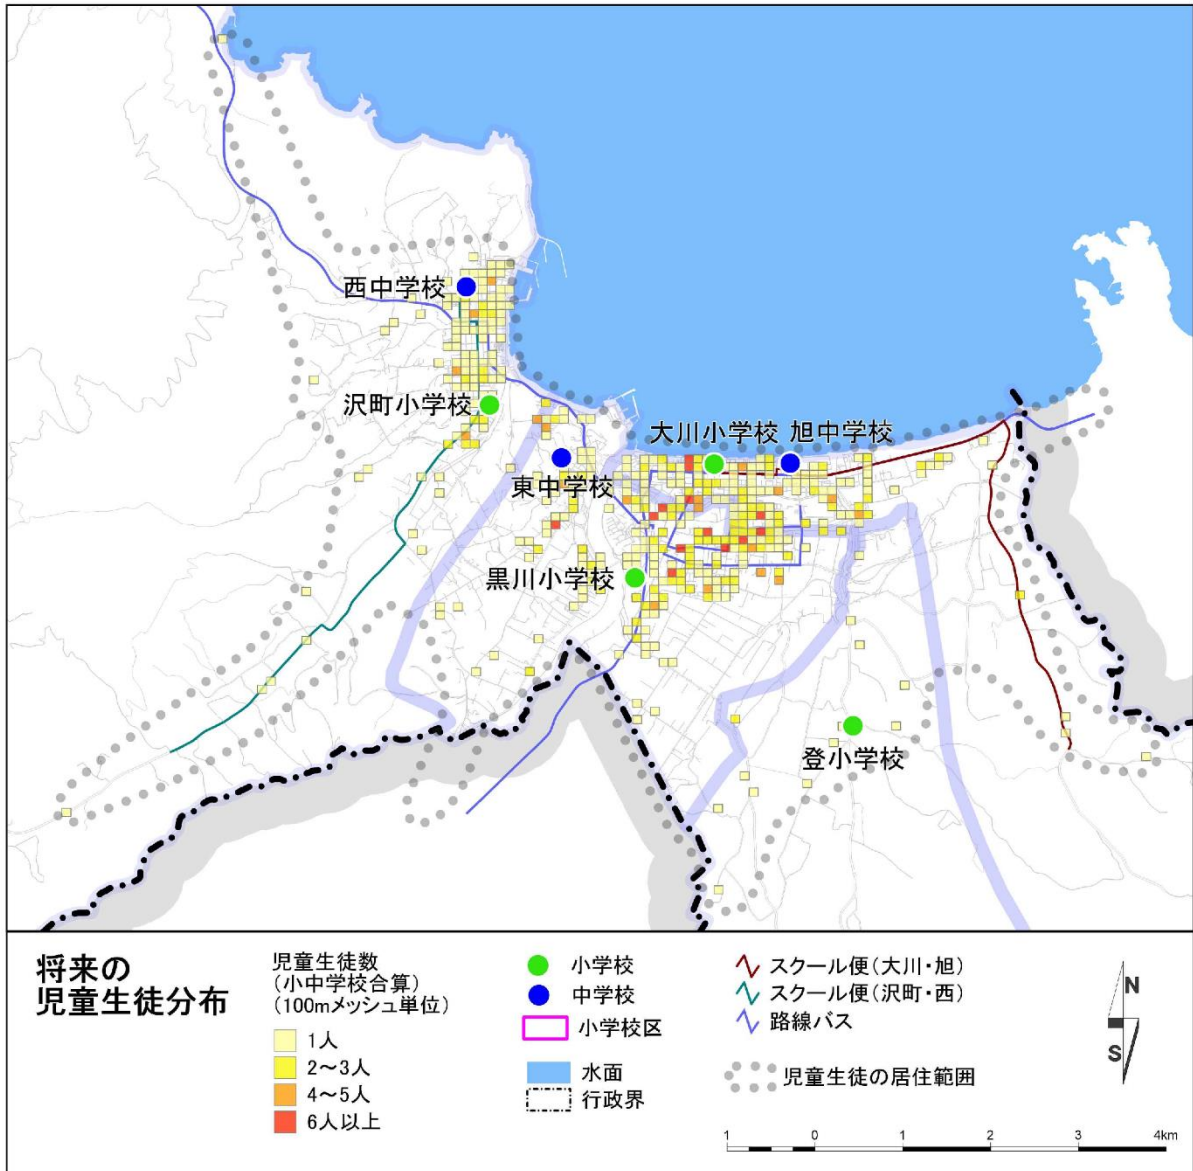 西中学校
沢町小学校
大川小学校 旭中学校
東中学校
黒川小学校
登小学校
将来の
児童生徒分布
児童生徒数
(小中学校合算)
(100mメッシュ単位)
1人
2~3人
4~5人
6人以上
小学校
中学校
小学校区
水面
行政界
スクール便(大川・旭)
スクール便(沢町・西)
路線バス
児童生徒の居住範囲
N
S
1 0 1 2 3 4km